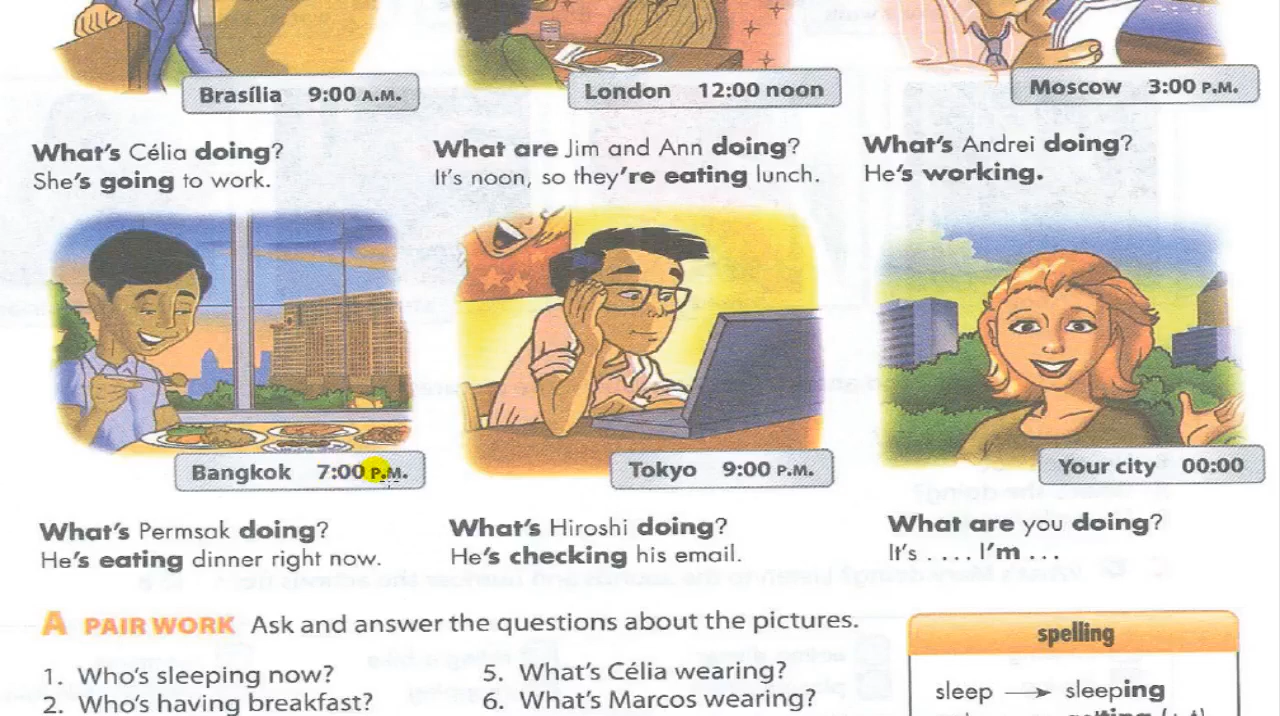 Brasília 9:00 A.M.
London 12:00 noon
Moscow 3:00 P.M.
What's Célia doing?
She's going to work.
What are Jim and Ann doing?
It's noon, so they're eating lunch.
What's Andrei doing?
He's working.
Bangkok 7:00 P.M.
Tokyo 9:00 P.M.
Your city 00:00
What's Permsak doing?
He's eating dinner right now.
What's Hiroshi doing?
He's checking his email.
What are you doing?
It's . . . . I'm . . .
A PAIR WORK Ask and answer the questions about the pictures.
1. Who's sleeping now?
2. Who's having breakfast?
5. What's Célia wearing?
6. What's Marcos wearing?
spelling
sleep → sleeping